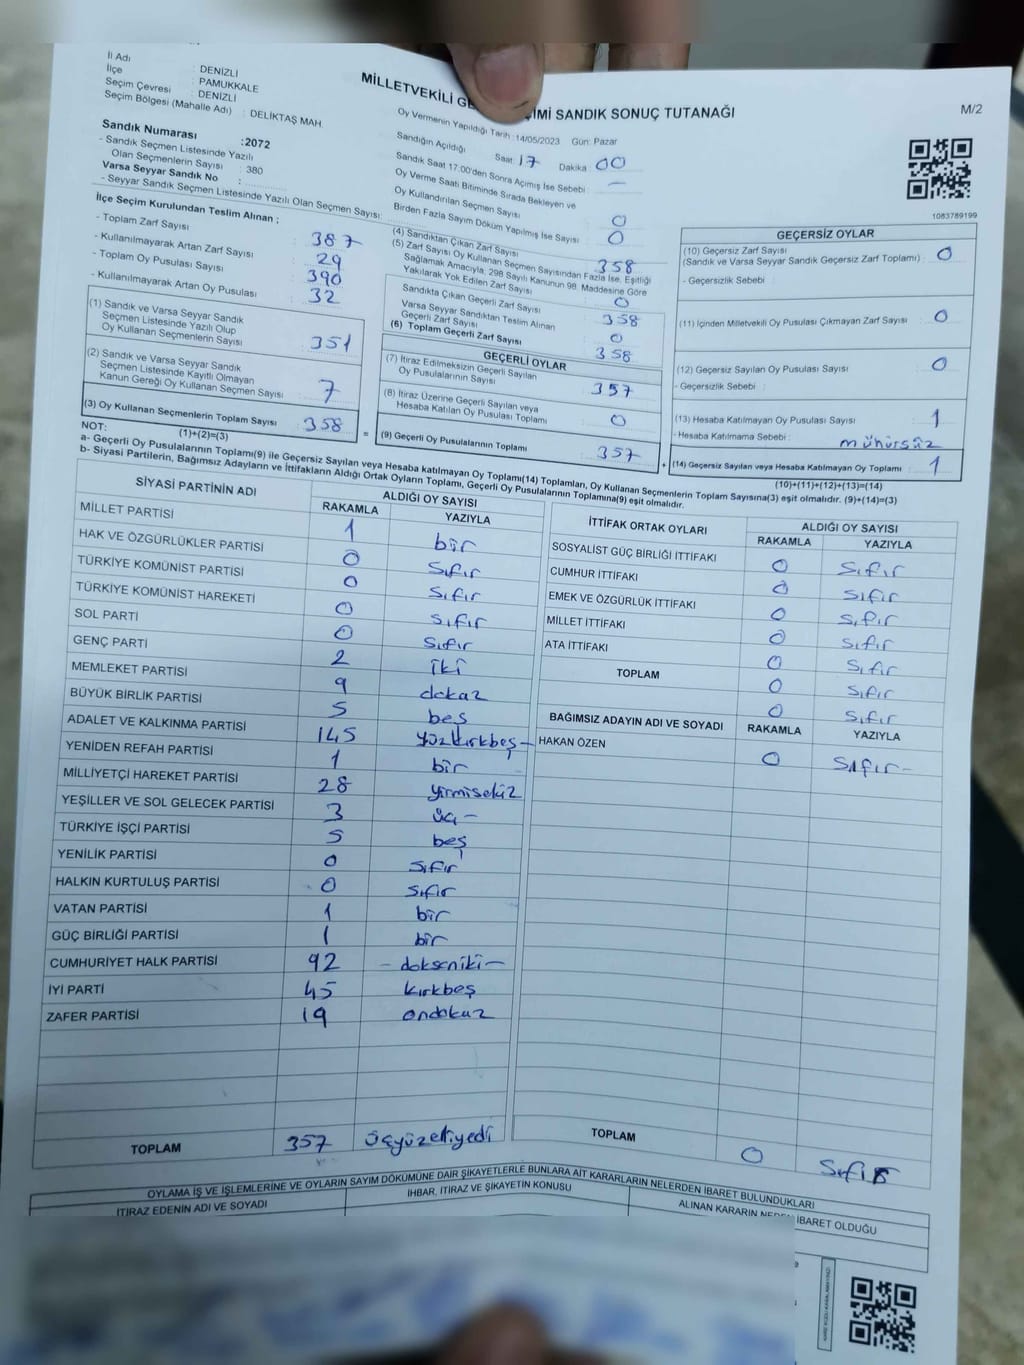 İl Adı : DENİZLİ
İlçe : PAMUKKALE
Seçim Çevresi : DENİZLİ
Seçim Bölgesi (Mahalle Adı) : DELİKTAŞ MAH.
Sandık Numarası :2072
- Sandık Seçmen Listesinde Yazılı
Olan Seçmenlerin Sayısı : 380
Varsa Seyyar Sandık No :
- Seyyar Sandık Seçmen Listesinde Yazılı Olan Seçmen Sayısı:
MİLLETVEKİLİ GE İMİ SANDIK SONUÇ TUTANAĞI
M/2
Oy Vermenin Yapıldığı Tarih : 14/05/2023 Gün: Pazar
Sandığın Açıldığı Saat: 17 Dakika 00
Sandık Saat 17:00'den Sonra Açımış İse Sebebi : —
Oy Verme Saati Bitiminde Sırada Bekleyen ve
Oy Kullandırılan Seçmen Sayısı : 0
Birden Fazla Sayım Döküm Yapılmış İse Sayısı : 0
1083789199
İlçe Seçim Kurulundan Teslim Alınan ;
- Toplam Zarf Sayısı : 387
- Kullanılmayarak Artan Zarf Sayısı : 29
- Toplam Oy Pusulası Sayısı : 390
- Kullanılmayarak Artan Oy Pusulası : 32
(1) Sandık ve Varsa Seyyar Sandık
Seçmen Listesinde Yazılı Olup
Oy Kullanan Seçmenlerin Sayısı : 351
(2) Sandık ve Varsa Seyyar Sandık
Seçmen Listesinde Kayıtlı Olmayan
Kanun Gereği Oy Kullanan Seçmen Sayısı : 7
(3) Oy Kullanan Seçmenlerin Toplam Sayısı : 358
(1)+(2)=(3)
(4) Sandıktan Çıkan Zarf Sayısı : 358
(5) Zarf Sayısı Oy Kullanan Seçmen Sayısından Fazla İse, Eşitliği
Sağlamak Amacıyla, 298 Sayılı Kanunun 98. Maddesine Göre
Yakılarak Yok Edilen Zarf Sayısı : 0
Sandıkta Çıkan Geçerli Zarf Sayısı : 358
Varsa Seyyar Sandıktan Teslim Alınan
Geçerli Zarf Sayısı : 0
(6) Toplam Geçerli Zarf Sayısı : 358
GEÇERLİ OYLAR
(7) İtiraz Edilmeksizin Geçerli Sayılan
Oy Pusulalarının Sayısı : 357
(8) İtiraz Üzerine Geçerli Sayılan veya
Hesaba Katılan Oy Pusulası Toplamı : 0
= (9) Geçerli Oy Pusulalarının Toplamı : 357
GEÇERSİZ OYLAR
(10) Geçersiz Zarf Sayısı
(Sandık ve Varsa Seyyar Sandık Geçersiz Zarf Toplamı) : 0
- Geçersizlik Sebebi :
(11) İçinden Milletvekili Oy Pusulası Çıkmayan Zarf Sayısı : 0
(12) Geçersiz Sayılan Oy Pusulası Sayısı : 0
- Geçersizlik Sebebi :
(13) Hesaba Katılmayan Oy Pusulası Sayısı : 1
- Hesaba Katılmama Sebebi : mühürsüz
+ (14) Geçersiz Sayılan veya Hesaba Katılmayan Oy Toplamı : 1
(10)+(11)+(12)+(13)=(14)
NOT:
a- Geçerli Oy Pusulalarının Toplamı(9) ile Geçersiz Sayılan veya Hesaba katılmayan Oy Toplamı(14) Toplamları, Oy Kullanan Seçmenlerin Toplam Sayısına(3) eşit olmalıdır. (9)+(14)=(3)
b- Siyasi Partilerin, Bağımsız Adayların ve İttifakların Aldığı Ortak Oyların Toplamı, Geçerli Oy Pusulalarının Toplamına(9) eşit olmalıdır.
SİYASİ PARTİNİN ADI ALDIĞI OY SAYISI
RAKAMLA YAZIYLA
MİLLET PARTİSİ 1 bir
HAK VE ÖZGÜRLÜKLER PARTİSİ 0 sıfır
TÜRKİYE KOMÜNİST PARTİSİ 0 sıfır
TÜRKİYE KOMÜNİST HAREKETİ 0 sıfır
SOL PARTİ 0 sıfır
GENÇ PARTİ 2 iki
MEMLEKET PARTİSİ 9 dokuz
BÜYÜK BİRLİK PARTİSİ 5 beş
ADALET VE KALKINMA PARTİSİ 145 yüzkırkbeş—
YENİDEN REFAH PARTİSİ 1 bir
MİLLİYETÇİ HAREKET PARTİSİ 28 yirmisekiz
YEŞİLLER VE SOL GELECEK PARTİSİ 3 üç—
TÜRKİYE İŞÇİ PARTİSİ 5 beş
YENİLİK PARTİSİ 0 sıfır
HALKIN KURTULUŞ PARTİSİ 0 sıfır
VATAN PARTİSİ 1 bir
GÜÇ BİRLİĞİ PARTİSİ 1 bir
CUMHURİYET HALK PARTİSİ 92 — dokseniki —
İYİ PARTİ 45 kırkbeş
ZAFER PARTİSİ 19 ondokuz
TOPLAM 357 üçyüzelliyedi
İTTİFAK ORTAK OYLARI ALDIĞI OY SAYISI
RAKAMLA YAZIYLA
SOSYALİST GÜÇ BİRLİĞİ İTTİFAKI 0 sıfır
CUMHUR İTTİFAKI 0 sıfır
EMEK VE ÖZGÜRLÜK İTTİFAKI 0 sıfır
MİLLET İTTİFAKI 0 sıfır
ATA İTTİFAKI 0 sıfır
TOPLAM 0 sıfır
0 sıfır
BAĞIMSIZ ADAYIN ADI VE SOYADI RAKAMLA YAZIYLA
HAKAN ÖZEN 0 sıfır—
TOPLAM 0 sıfır
OYLAMA İŞ VE İŞLEMLERİNE VE OYLARIN SAYIM DÖKÜMÜNE DAİR ŞİKAYETLERLE BUNLARA AİT KARARLARIN NELERDEN İBARET BULUNDUKLARI
İTİRAZ EDENİN ADI VE SOYADI
İHBAR, İTİRAZ VE ŞİKAYETİN KONUSU
ALINAN KARARIN NEDEN İBARET OLDUĞU